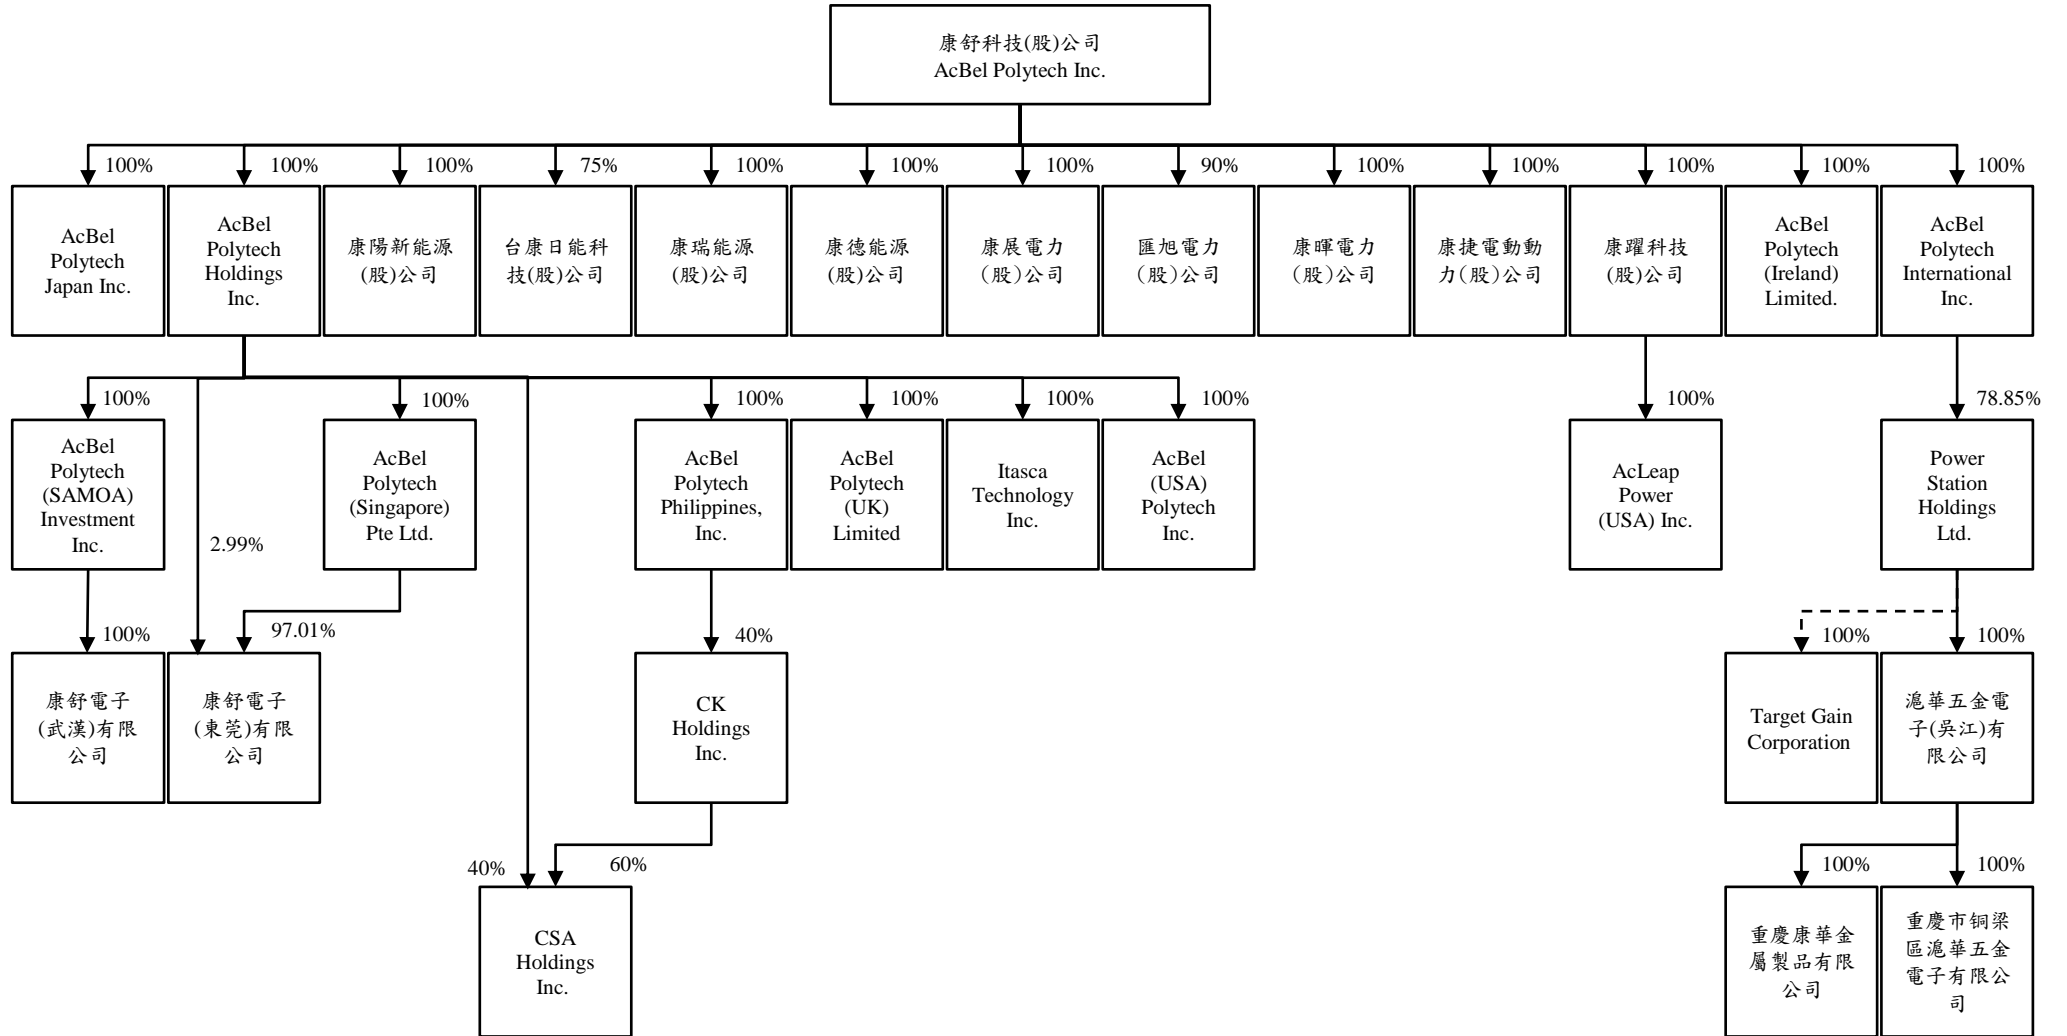 康舒科技(股)公司
AcBel Polytech Inc.
100%
100%
100%
75%
100%
100%
100%
90%
100%
100%
100%
100%
100%
AcBel
Polytech
Japan Inc.
AcBel
Polytech
Holdings
Inc.
康陽新能源
(股)公司
台康日能科
技(股)公司
康瑞能源
(股)公司
康德能源
(股)公司
康展電力
(股)公司
匯旭電力
(股)公司
康暉電力
(股)公司
康捷電動動
力(股)公司
康躍科技
(股)公司
AcBel
Polytech
(Ireland)
Limited.
AcBel
Polytech
International
Inc.
100%
100%
100%
100%
100%
100%
100%
78.85%
AcBel
Polytech
(SAMOA)
Investment
Inc.
2.99%
AcBel
Polytech
(Singapore)
Pte Ltd.
AcBel
Polytech
Philippines,
Inc.
AcBel
Polytech
(UK)
Limited
Itasca
Technology
Inc.
AcBel
(USA)
Polytech
Inc.
AcLeap
Power
(USA) Inc.
Power
Station
Holdings
Ltd.
100%
97.01%
40%
100%
100%
康舒電子
(武漢)有限
公司
康舒電子
(東莞)有限
公司
CK
Holdings
Inc.
Target Gain
Corporation
滬華五金電
子(吳江)有
限公司
40%
60%
100%
100%
CSA
Holdings
Inc.
重慶康華金
屬製品有限
公司
重慶市铜梁
區滬華五金
電子有限公
司